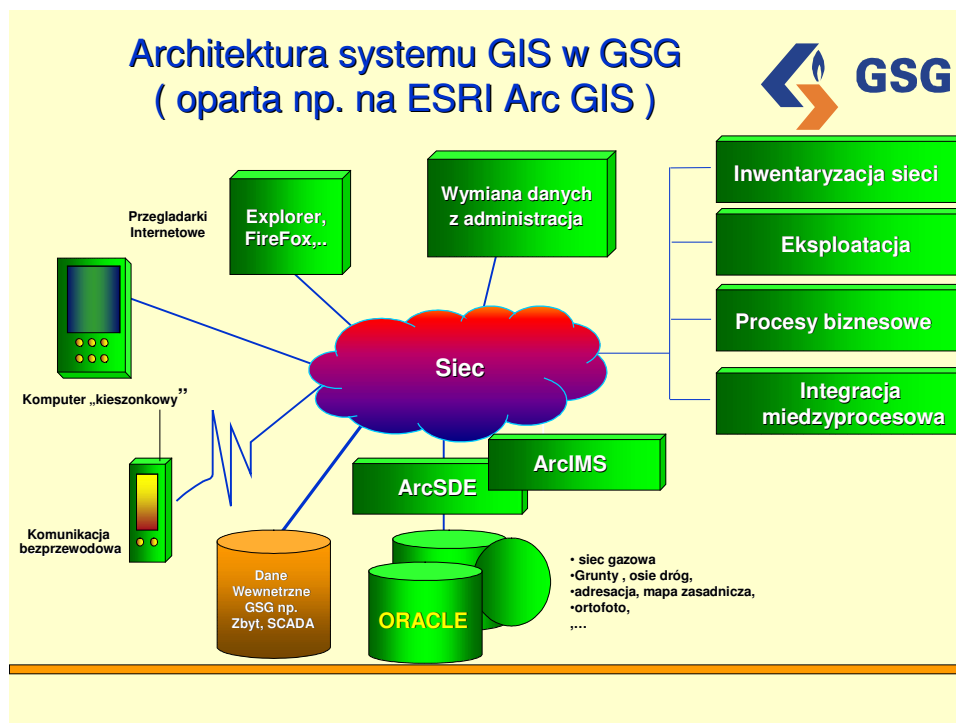 Architektura systemu GIS w GSG
( oparta np. na ESRI Arc GIS )
GSG
Przegladarki
Internetowe
Explorer,
FireFox,..
Wymiana danych
z administracja
Inwentaryzacja sieci
Eksploatacja
Procesy biznesowe
Integracja
miedzyprocesowa
Siec
Komputer „kieszonkowy”
Komunikacja
bezprzewodowa
ArcIMS
ArcSDE
Dane
Wewnetrzne
GSG np.
Zbyt, SCADA
ORACLE
• siec gazowa
•Grunty , osie dróg,
•adresacja, mapa zasadnicza,
•ortofoto,
,...